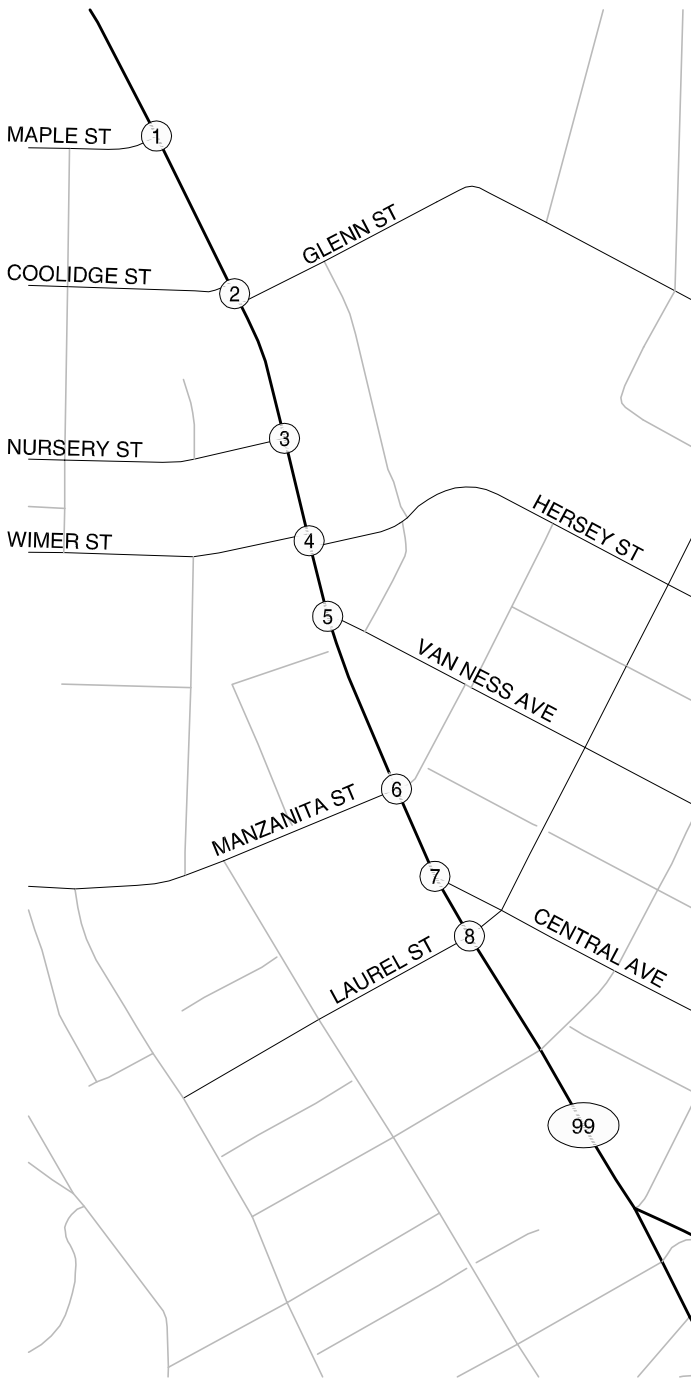 MAPLE ST
1
GLENN ST
COOLIDGE ST
2
NURSERY ST
3
HERSEY ST
WIMER ST
4
5
VAN NESS AVE
6
MANZANITA ST
7
CENTRAL AVE
8
LAUREL ST
99